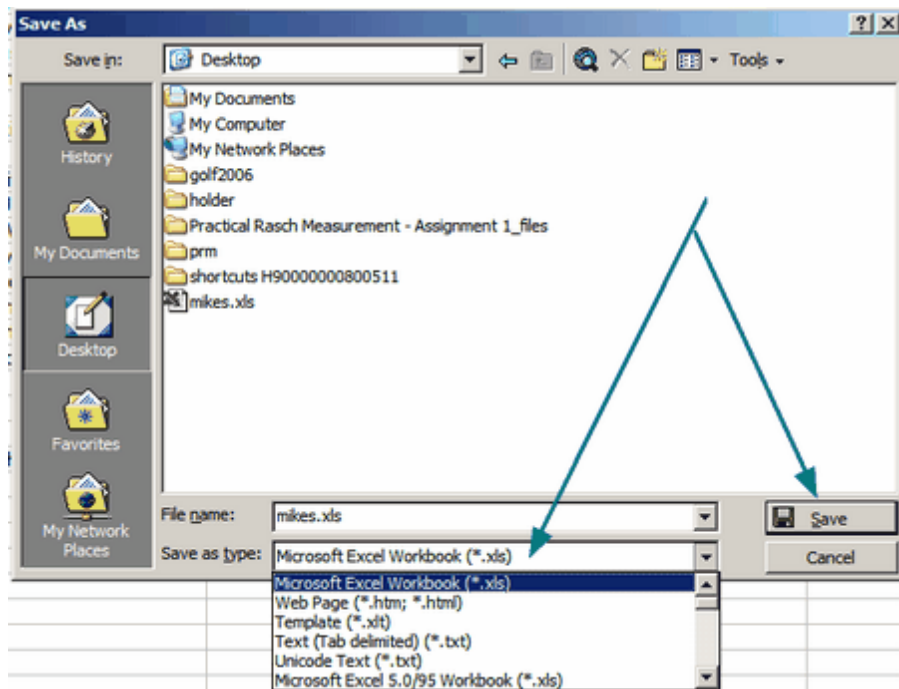 Save As
Save in:
Desktop
Tools
History
My Documents
Desktop
Favorites
My Network
Places
My Documents
My Computer
My Network Places
golf2006
holder
Practical Rasch Measurement - Assignment 1_files
prm
shortcuts H90000000800511
mikes.xls
File name:
mikes.xls
Save
Save as type:
Microsoft Excel Workbook (*.xls)
Cancel
Microsoft Excel Workbook (*.xls)
Web Page (*.htm; *.html)
Template (*.xlt)
Text (Tab delimited) (*.txt)
Unicode Text (*.txt)
Microsoft Excel 5.0/95 Workbook (*.xls)